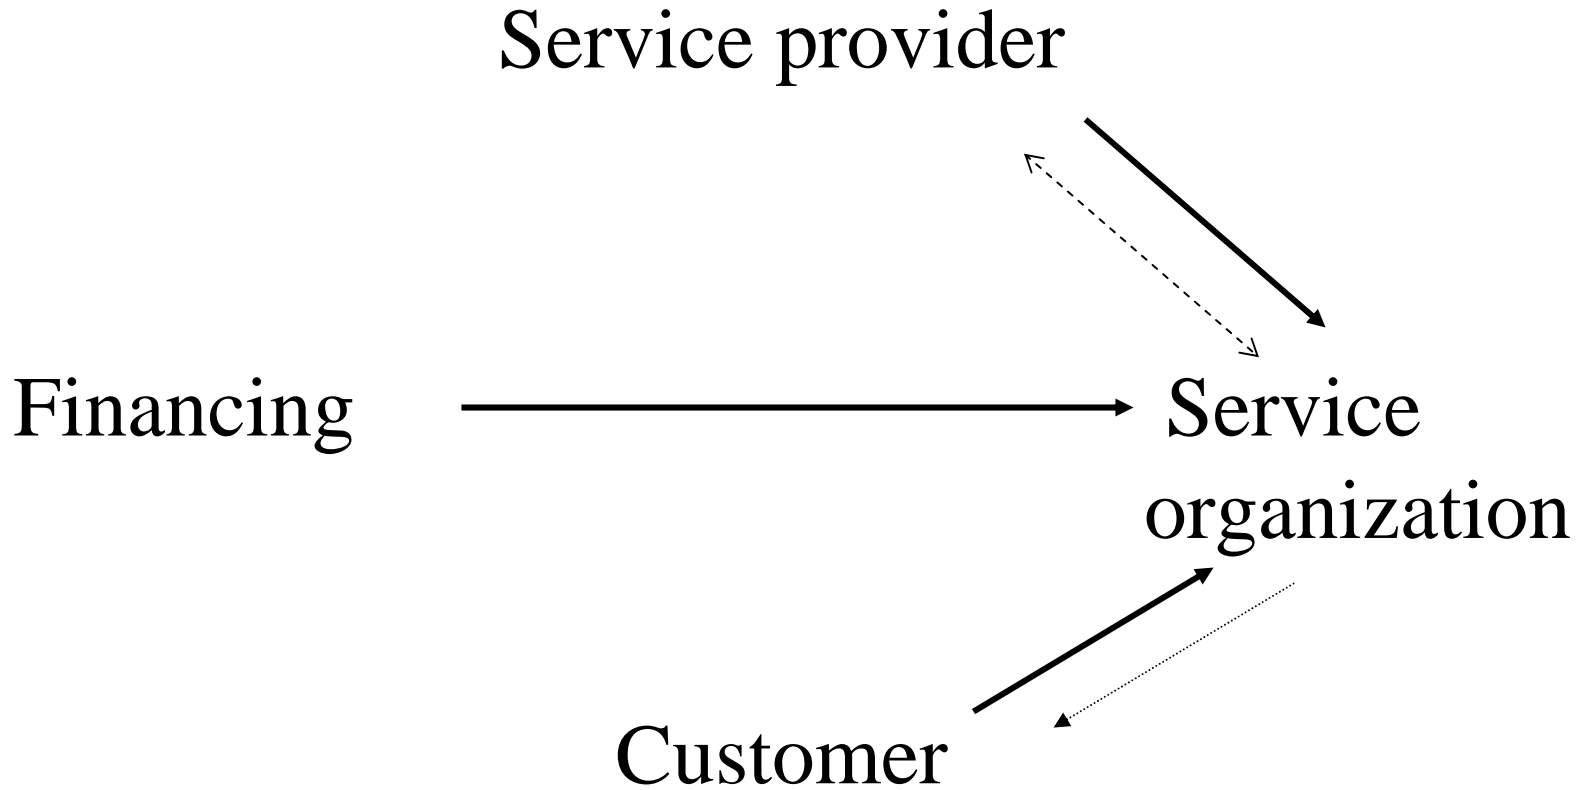 Service provider
Financing
Service
organization
Customer